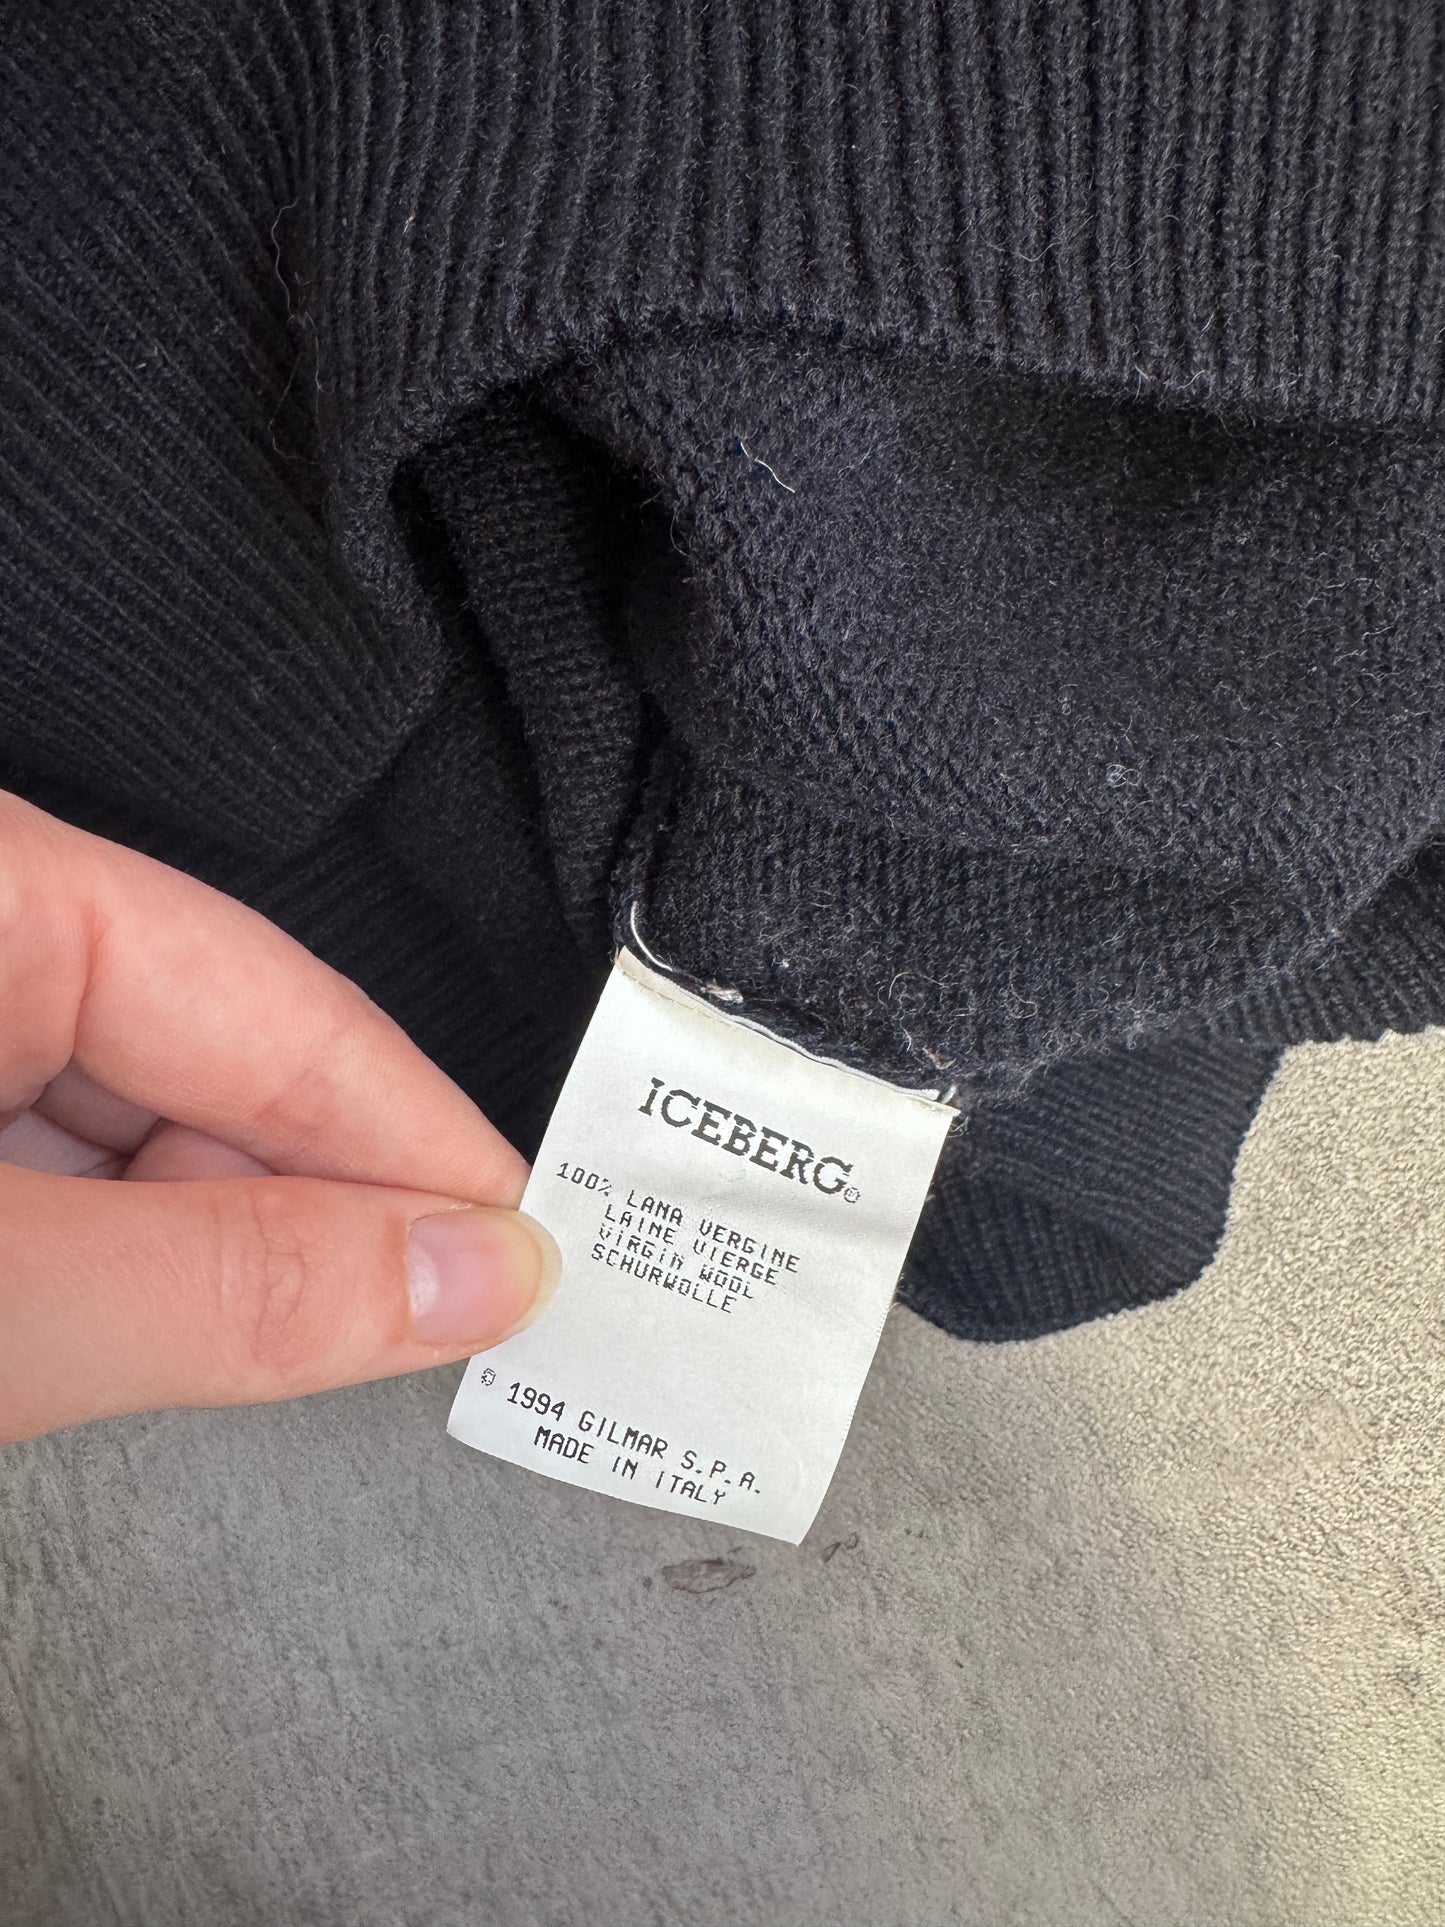 ICEBERG®
100% LANA VERGINE
LAINE VIERGE
VIRGIN WOOL
SCHURWOLLE
© 1994 GILMAR S.P.A.
MADE IN ITALY